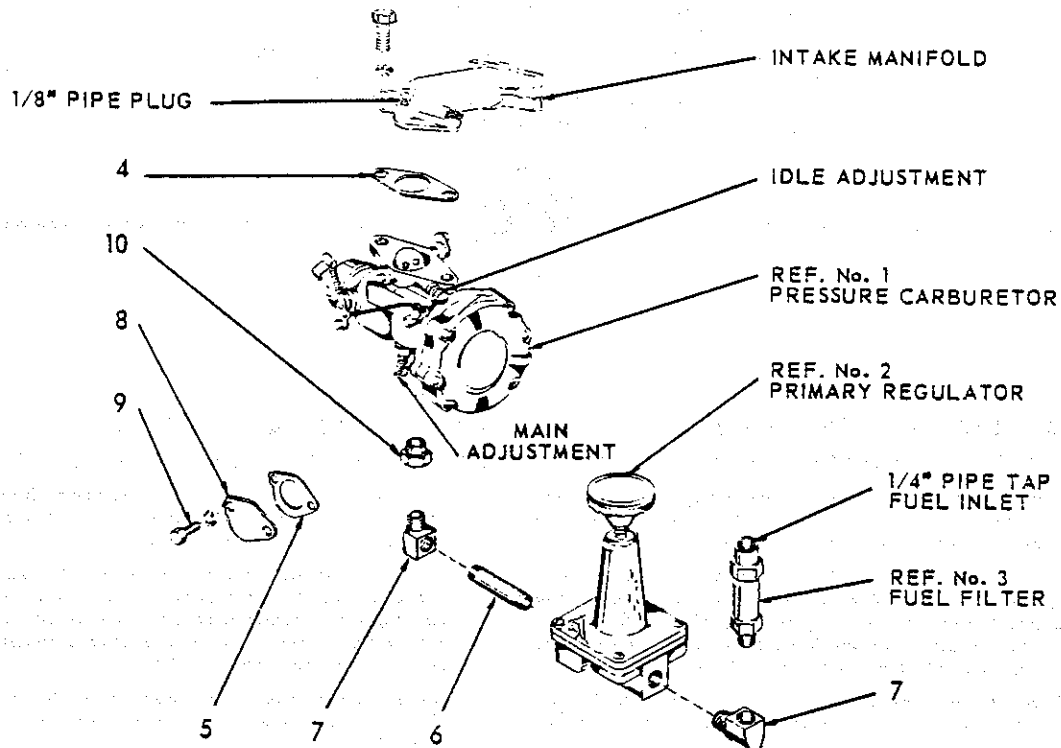 INTAKE MANIFOLD
1/8" PIPE PLUG
4
IDLE ADJUSTMENT
10
REF. No. 1
PRESSURE CARBURETOR
8
REF. No. 2
PRIMARY REGULATOR
9
MAIN
ADJUSTMENT
1/4" PIPE TAP
FUEL INLET
REF. No. 3
FUEL FILTER
7
5
7
6